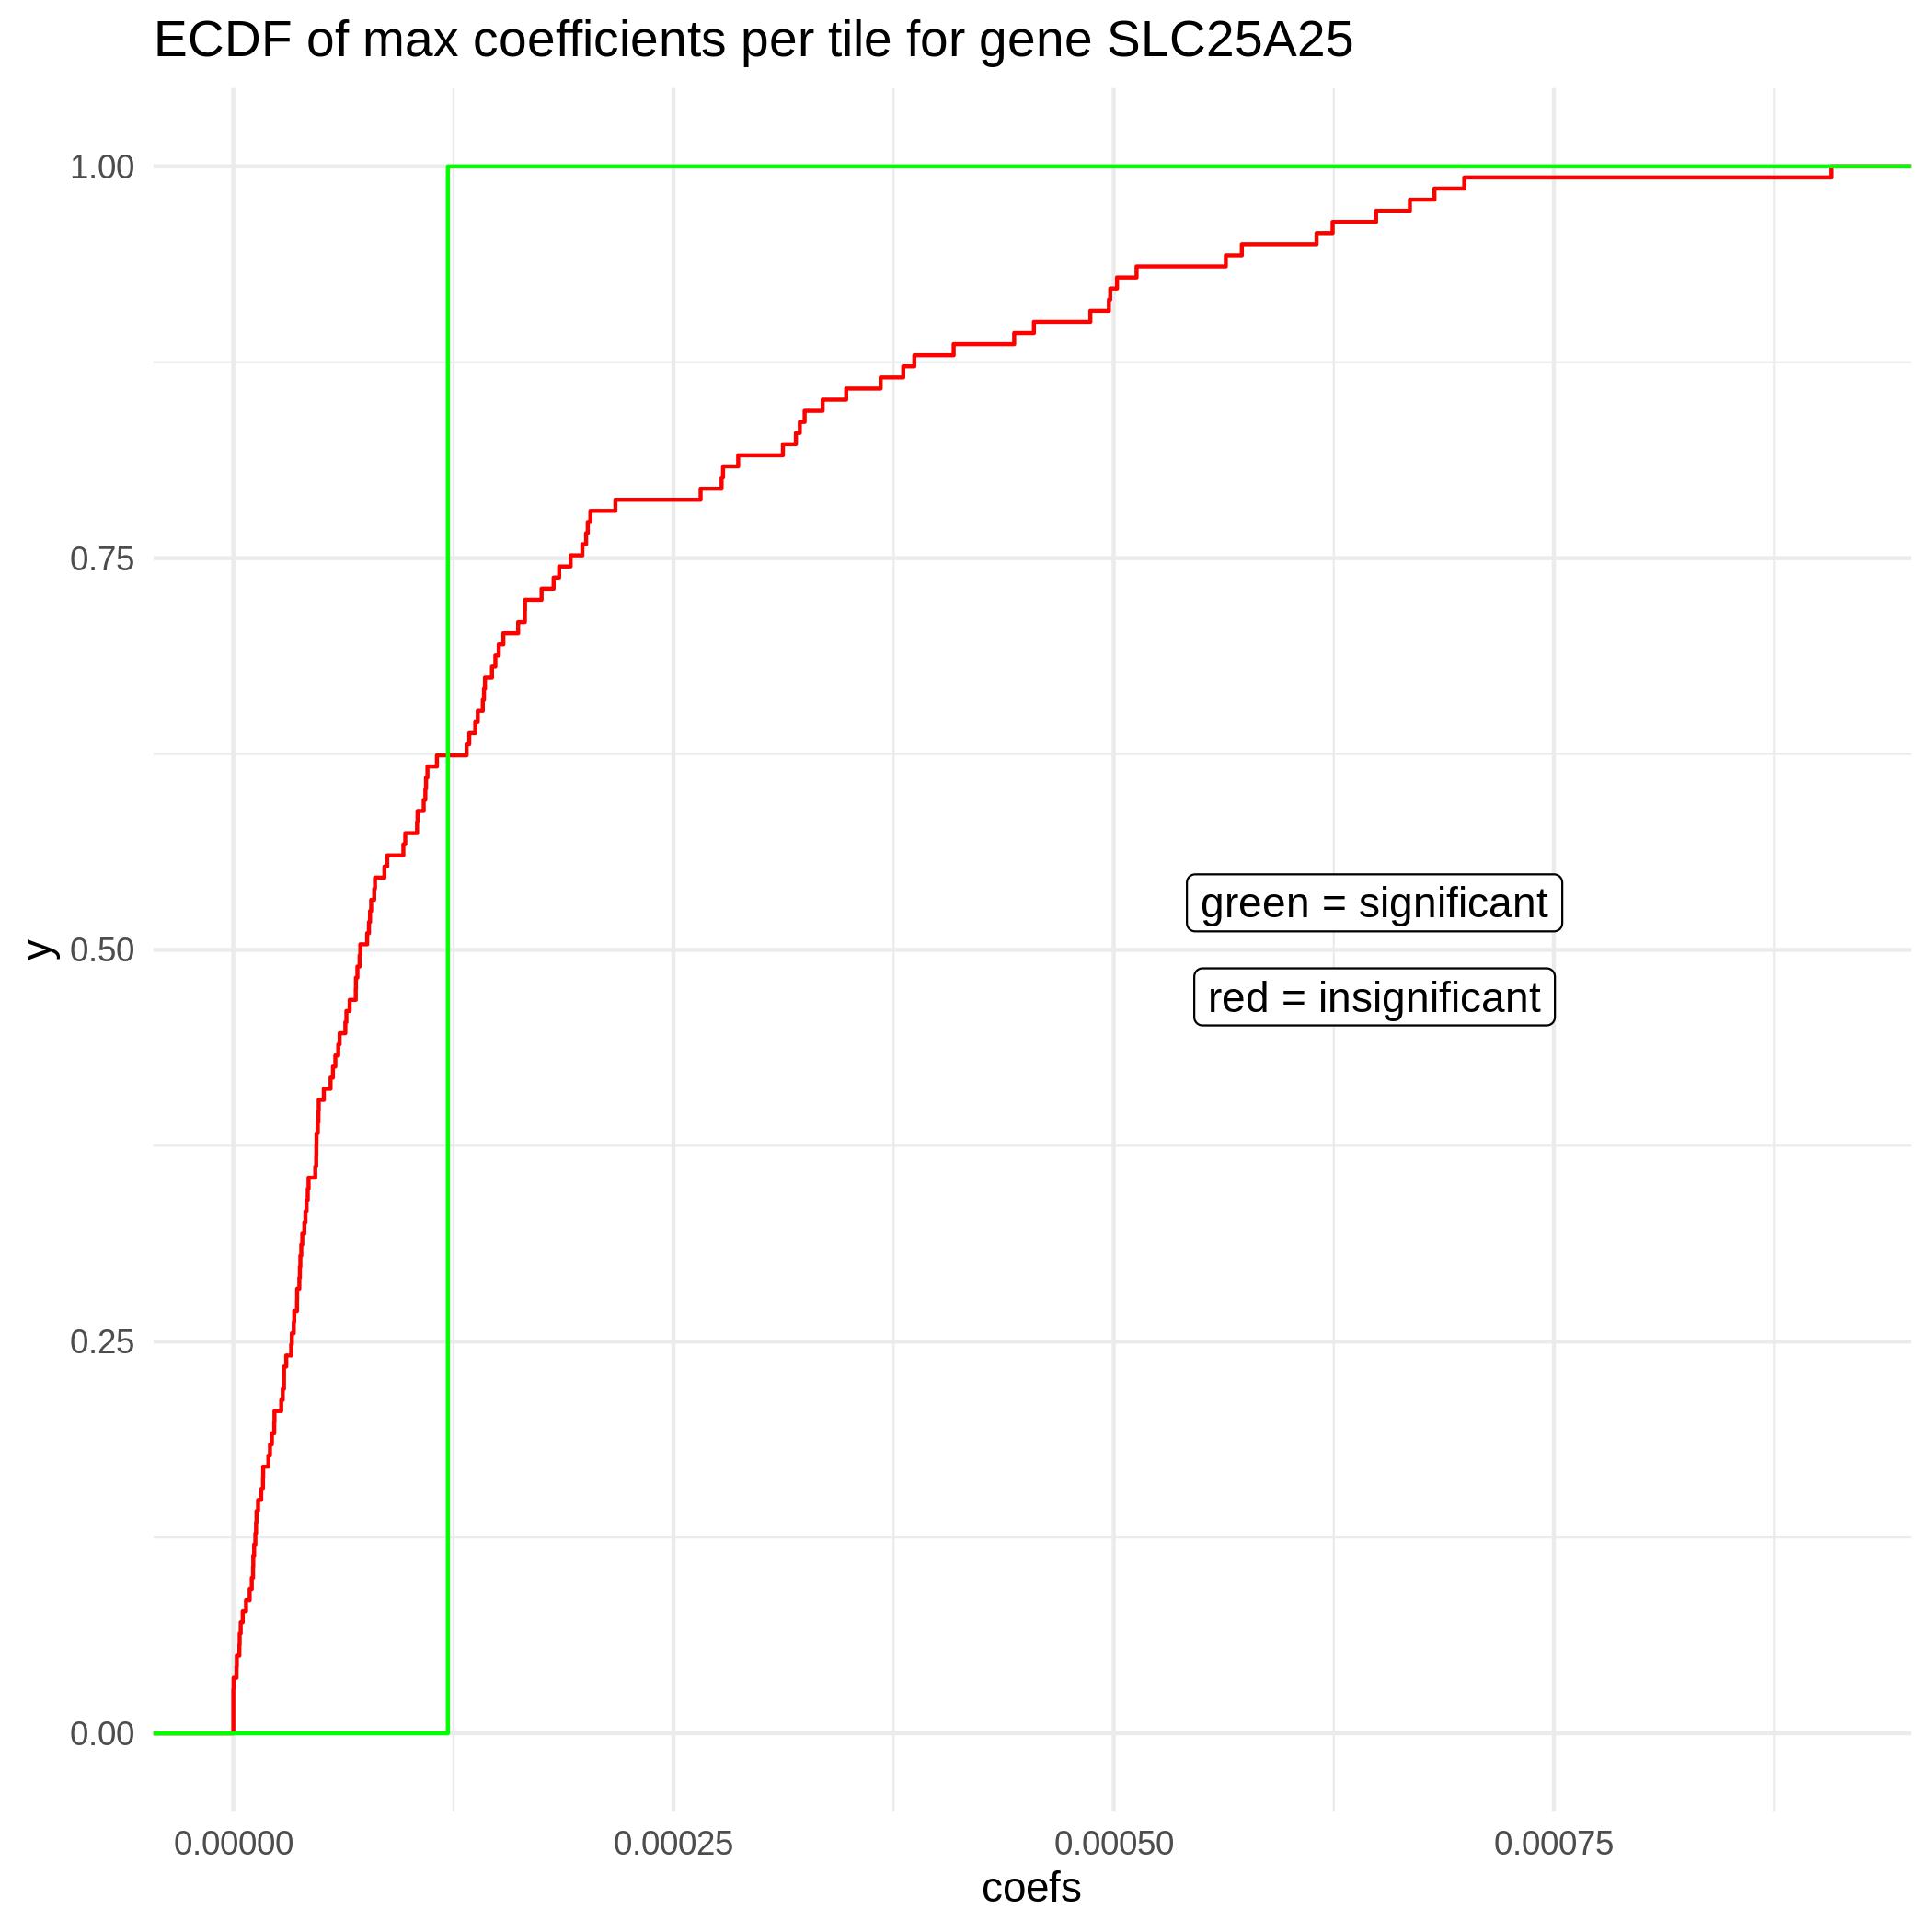 ECDF of max coefficients per tile for gene SLC25A25
1.00
0.75
0.50
0.25
0.00
y
green = significant
red = insignificant
0.00000 0.00025 0.00050 0.00075
coefs